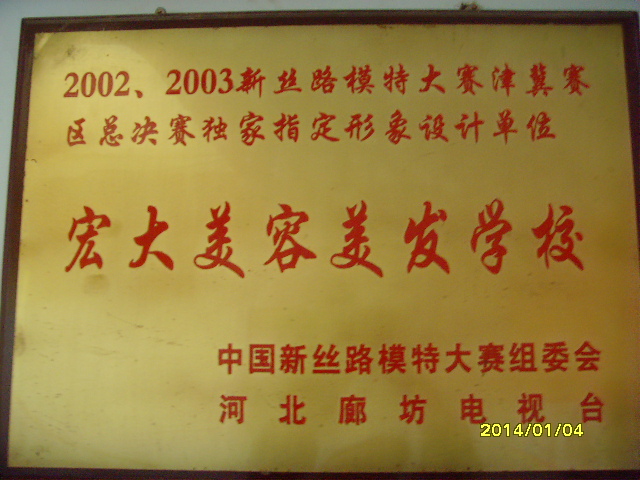 2002、2003新丝路模特大赛津冀赛
区总决赛独家指定形象设计单位
宏大美容美发学校
中国新丝路模特大赛组委会
河北廊坊电视台
2014/01/04